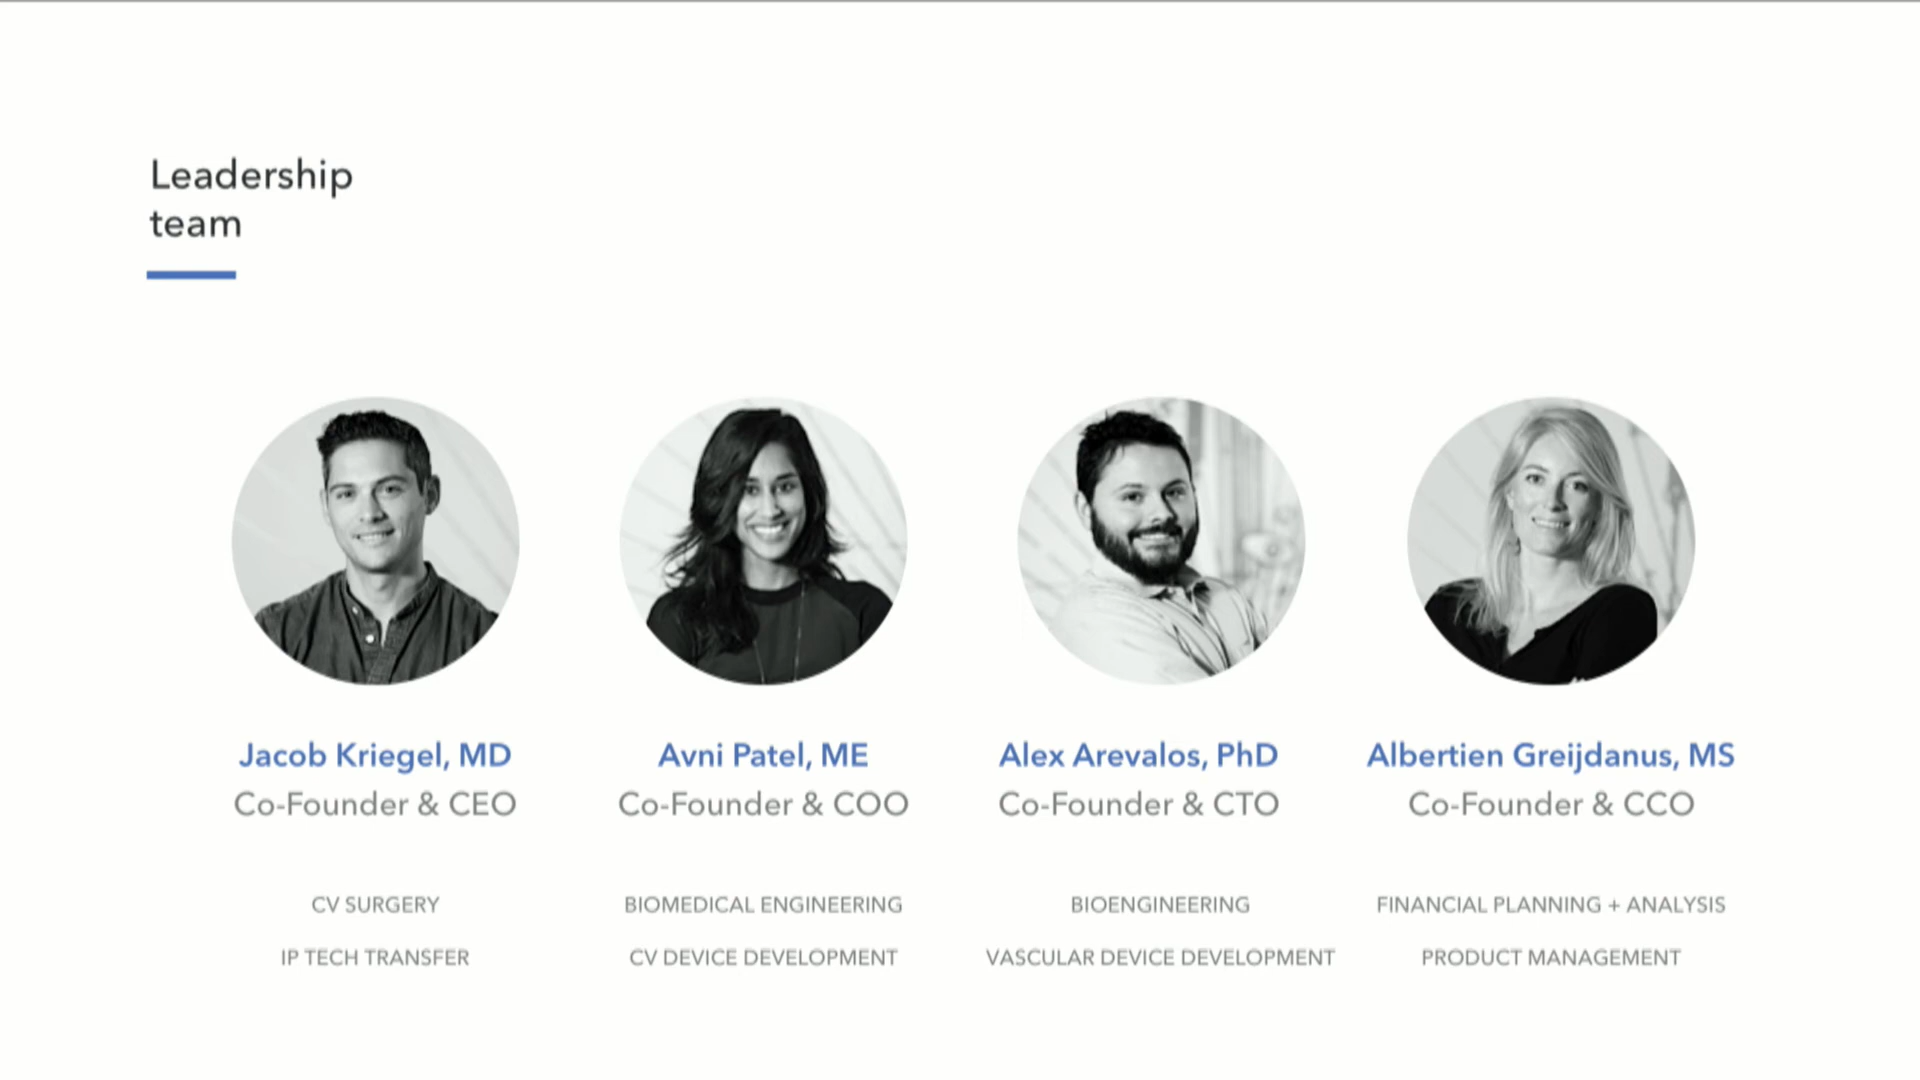 Leadership
team
Jacob Kriegel, MD
Co-Founder & CEO
CV SURGERY
IP TECH TRANSFER
Avni Patel, ME
Co-Founder & COO
BIOMEDICAL ENGINEERING
CV DEVICE DEVELOPMENT
Alex Arevalos, PhD
Co-Founder & CTO
BIOENGINEERING
VASCULAR DEVICE DEVELOPMENT
Albertien Greijdanus, MS
Co-Founder & CCO
FINANCIAL PLANNING + ANALYSIS
PRODUCT MANAGEMENT